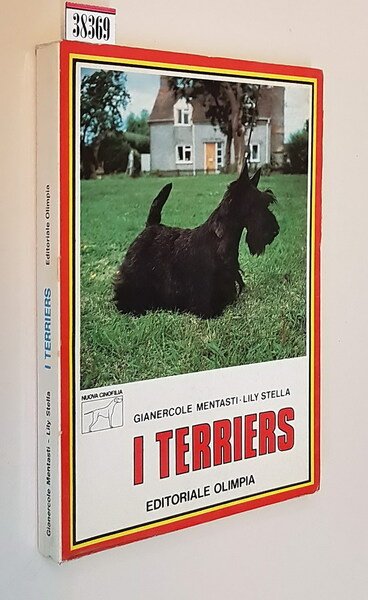 38369
Gianercole Mentasti - Lily Stella I TERRIERS Editoriale Olimpia
NUOVA CINOFILIA
GIANERCOLE MENTASTI · LILY STELLA
I TERRIERS
EDITORIALE OLIMPIA